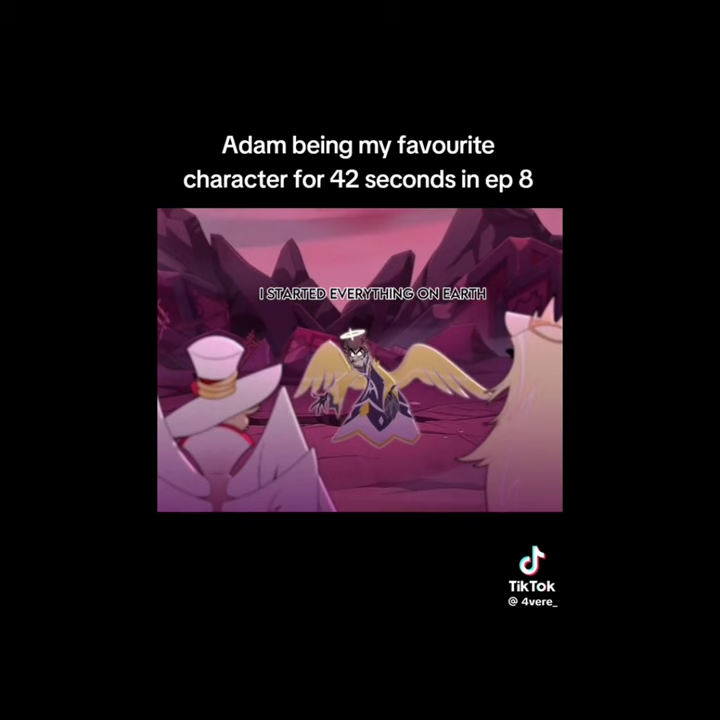 Adam being my favourite
character for 42 seconds in ep 8
I STARTED EVERYTHING ON EARTH
TikTok
@ 4vere_